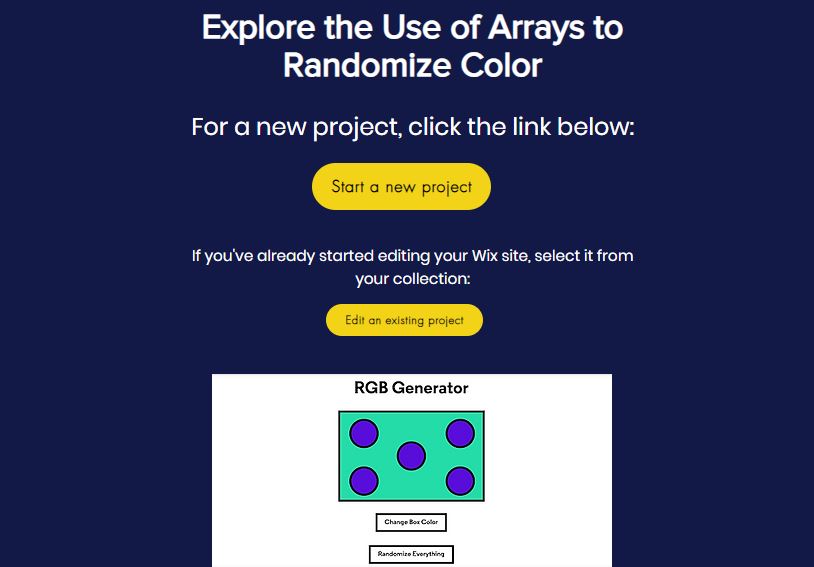 Explore the Use of Arrays to
Randomize Color
For a new project, click the link below:
Start a new project
If you've already started editing your Wix site, select it from
your collection:
Edit an existing project
RGB Generator
Change Box Color
Randomize Everything